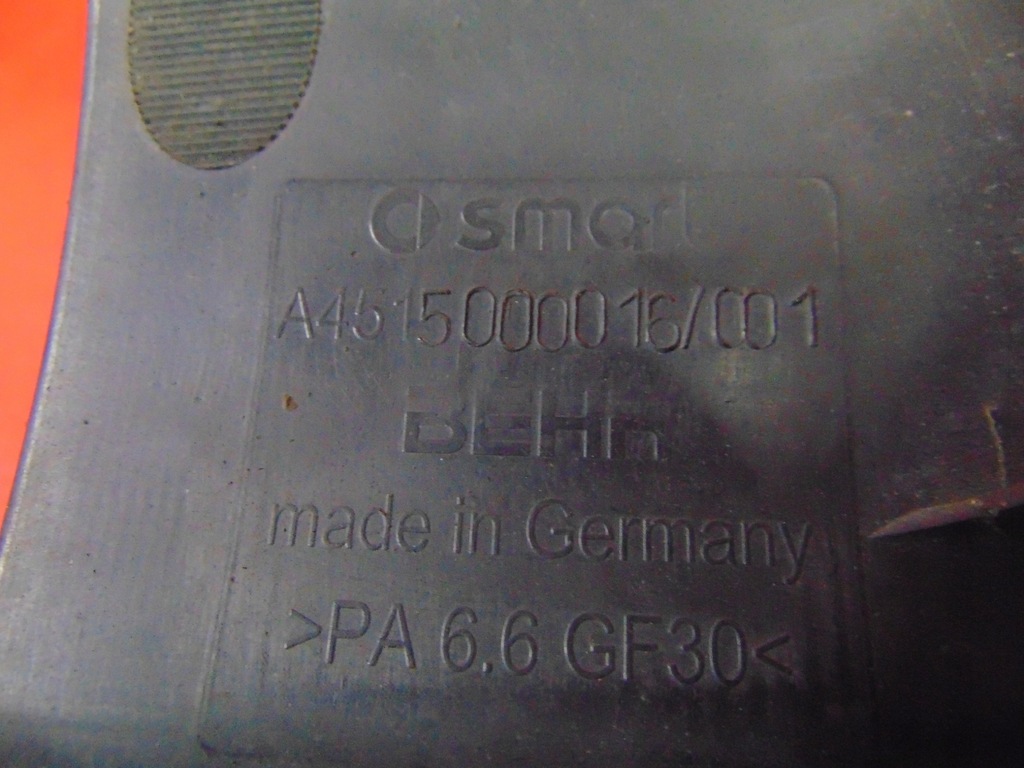 smart
A4515000016/001
BEHR
made in Germany
>PA 6.6 GF30<